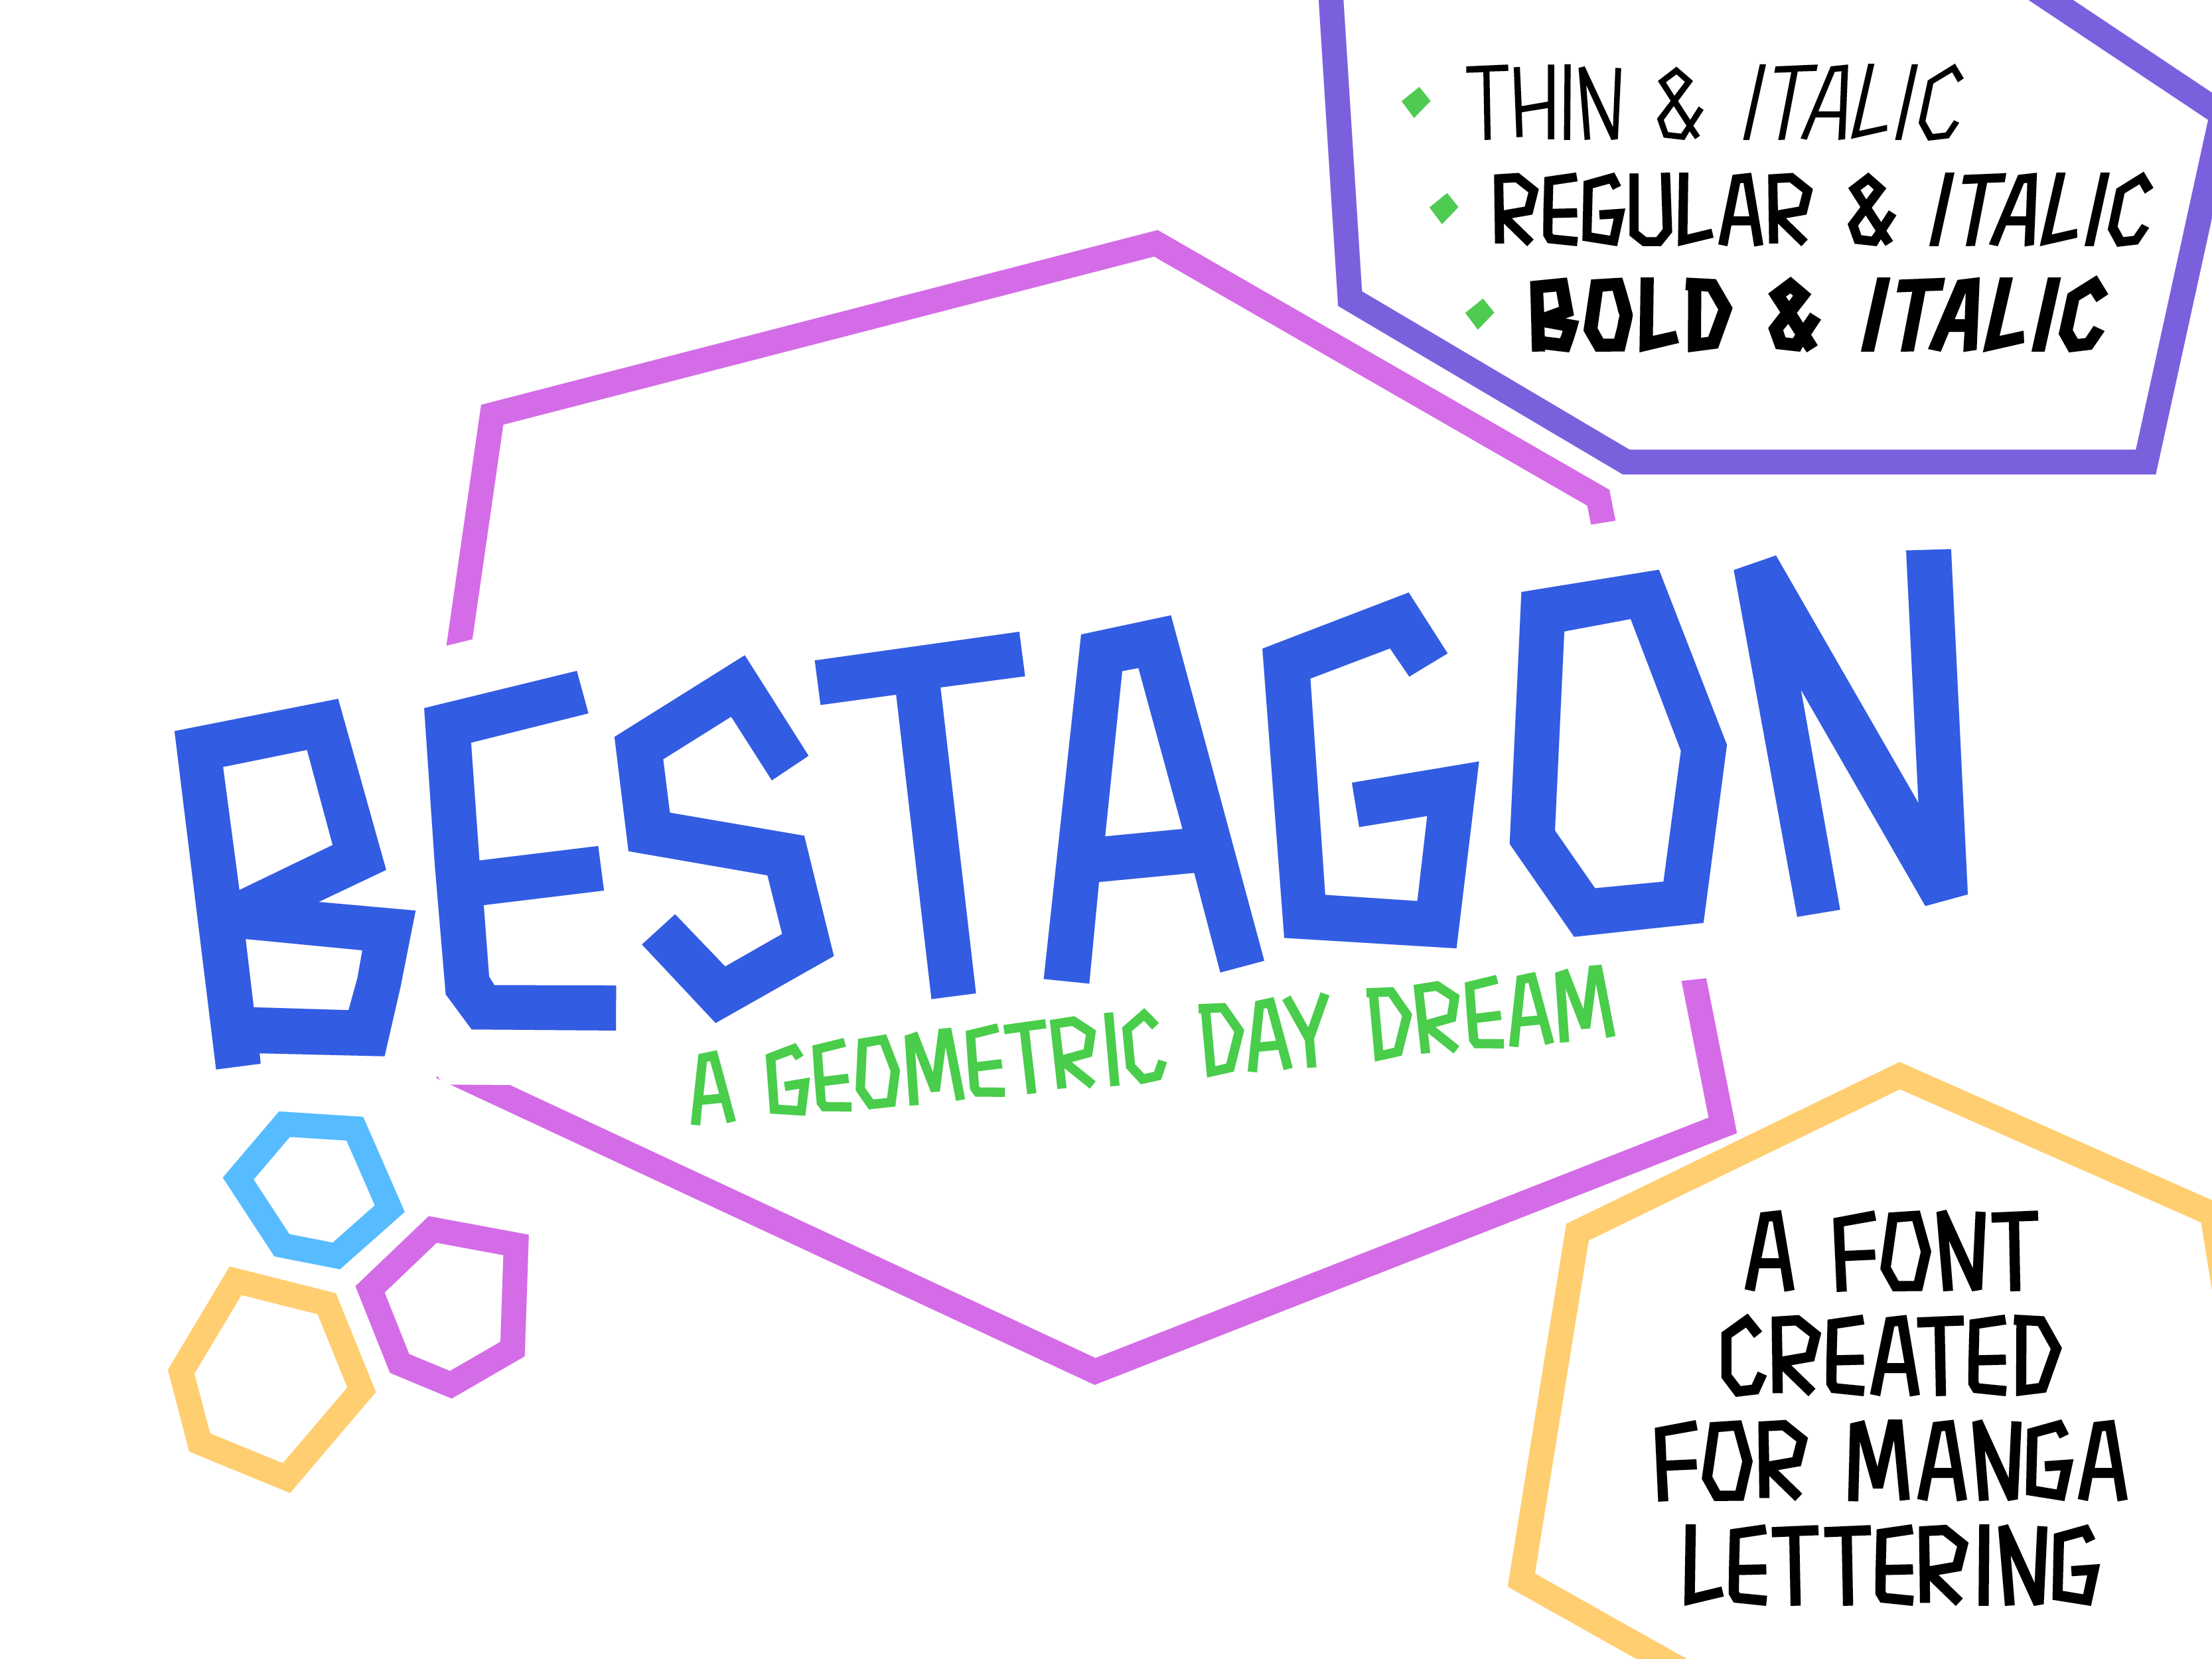 THIN & ITALIC
REGULAR & ITALIC
BOLD & ITALIC
BESTAGON
A GEOMETRIC DAY DREAM
A FONT
CREATED
FOR MANGA
LETTERING